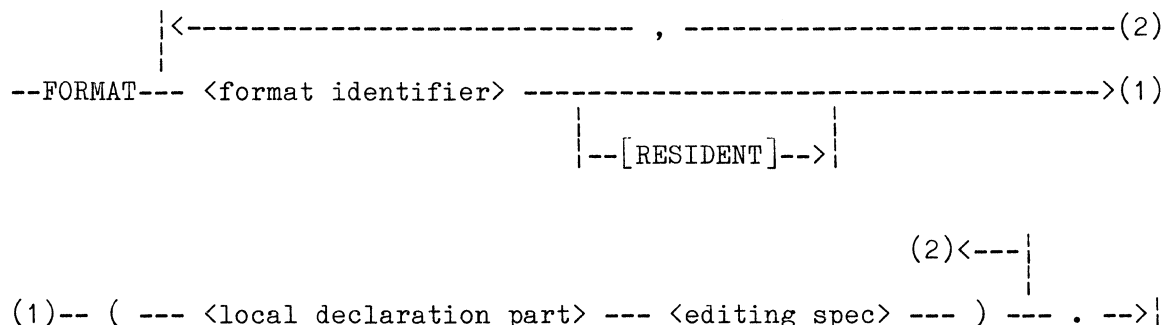 |<---------------------------- , ---------------------------(2)
--FORMAT--- <format identifier> ------------------------------------>(1)
|--[RESIDENT]-->|
(2)<---|
(1)-- ( --- <local declaration part> --- <editing spec> --- ) --- . -->|